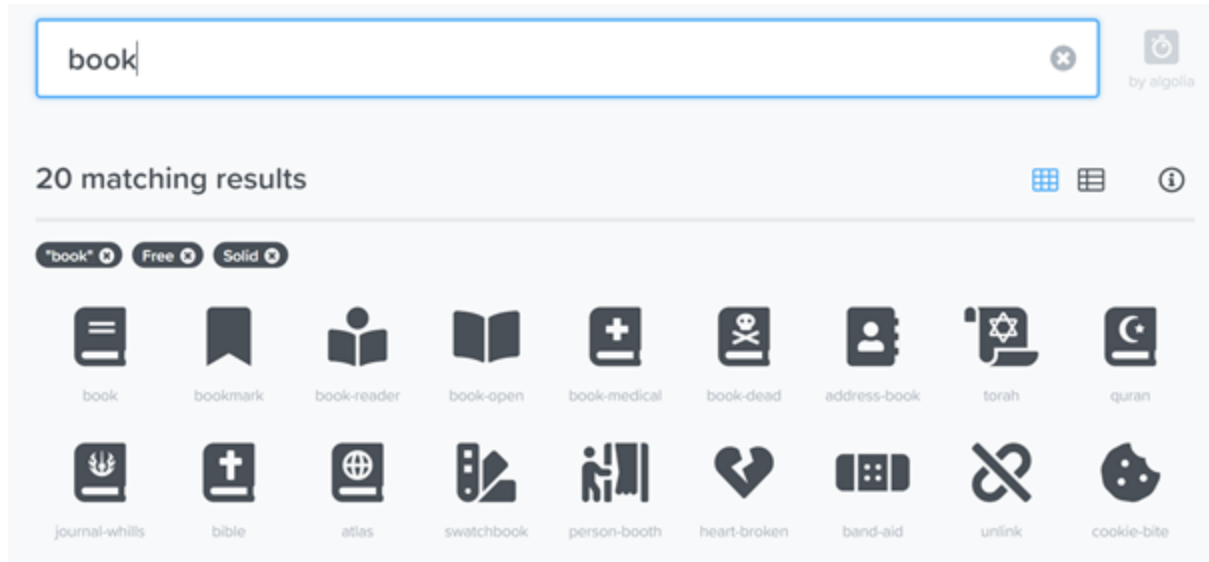 book
by algolia
20 matching results
"book" Free Solid
book bookmark book-reader book-open book-medical book-dead address-book torah quran
journal-whills bible atlas swatchbook person-booth heart-broken band-aid unlink cookie-bite